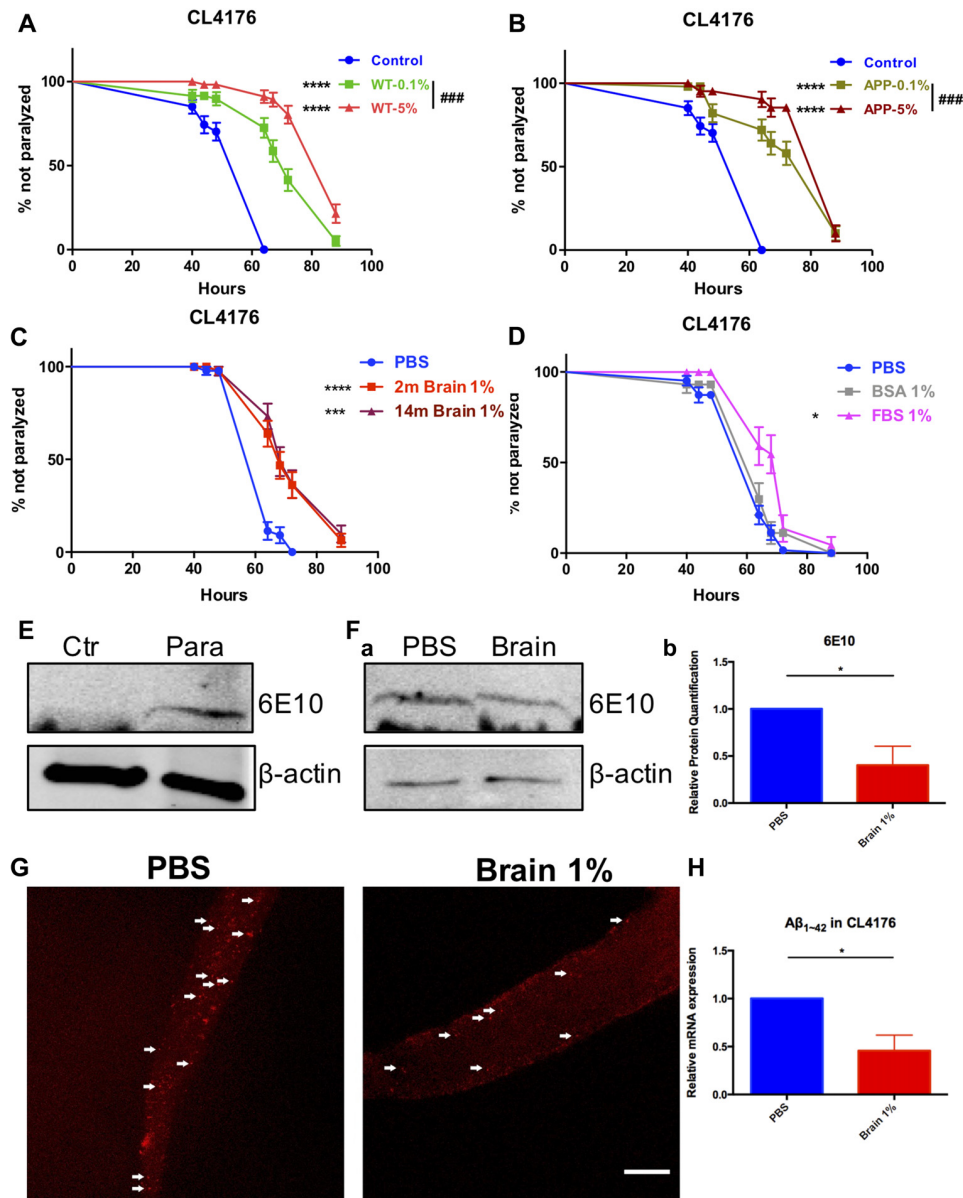 A
CL4176
% not paralyzed
100
50
0
0 20 40 60 80 100
Hours
Control
**** WT-0.1%
**** WT-5%
###
B
CL4176
% not paralyzed
100
50
0
0 20 40 60 80 100
Hours
Control
**** APP-0.1%
**** APP-5%
###
C
CL4176
% not paralyzed
100
50
0
0 20 40 60 80 100
Hours
PBS
**** 2m Brain 1%
*** 14m Brain 1%
D
CL4176
% not paralyzed
100
50
0
0 20 40 60 80 100
Hours
PBS
BSA 1%
* FBS 1%
E
Ctr Para
6E10
β-actin
F
a
PBS Brain
6E10
β-actin
b
6E10
Relative Protein Quantification
1.5
1.0
0.5
0.0
*
PBS
Brain 1%
G
PBS
Brain 1%
H
Aβ1~42 in CL4176
Relative mRNA expression
1.5
1.0
0.5
0.0
*
PBS
Brain 1%